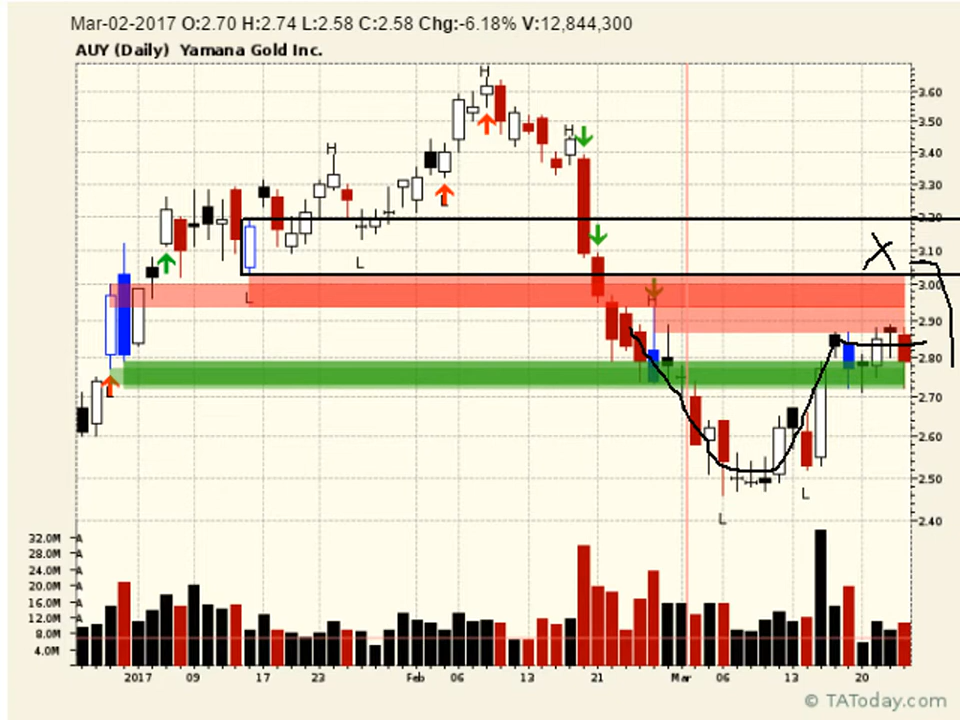 Mar-02-2017 O:2.70 H:2.74 L:2.58 C:2.58 Chg:-6.18% V:12,844,300
AUY (Daily) Yamana Gold Inc.
H
3.60
3.50
H
H
3.40
3.30
L
3.20
X
3.10
L
3.00
L
H
2.90
2.80
L
2.70
2.60
2.50
L
L
2.40
32.0M A
28.0M A
24.0M A
20.0M A
16.0M A
12.0M A
8.0M A
4.0M
2017 09 17 23 Feb 06 13 21 Mar 06 13 20
© TAToday.com